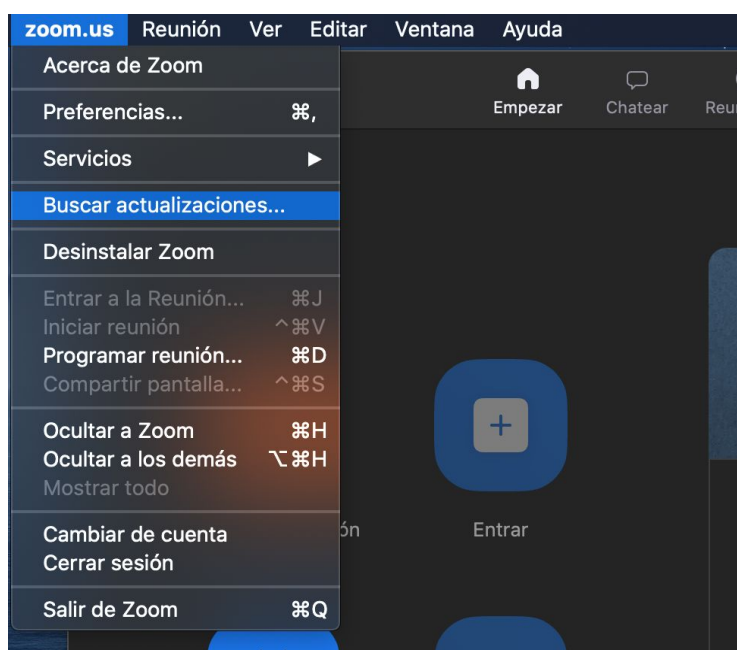 zoom.us Reunión Ver Editar Ventana Ayuda
Acerca de Zoom
Preferencias... ⌘,
Servicios ▶
Buscar actualizaciones...
Desinstalar Zoom
Entrar a la Reunión... ⌘J
Iniciar reunión ^⌘V
Programar reunión... ⌘D
Compartir pantalla... ^⌘S
Ocultar a Zoom ⌘H
Ocultar a los demás ⌥⌘H
Mostrar todo
Cambiar de cuenta
Cerrar sesión
Salir de Zoom ⌘Q
Empezar Chatear Reu
ón Entrar